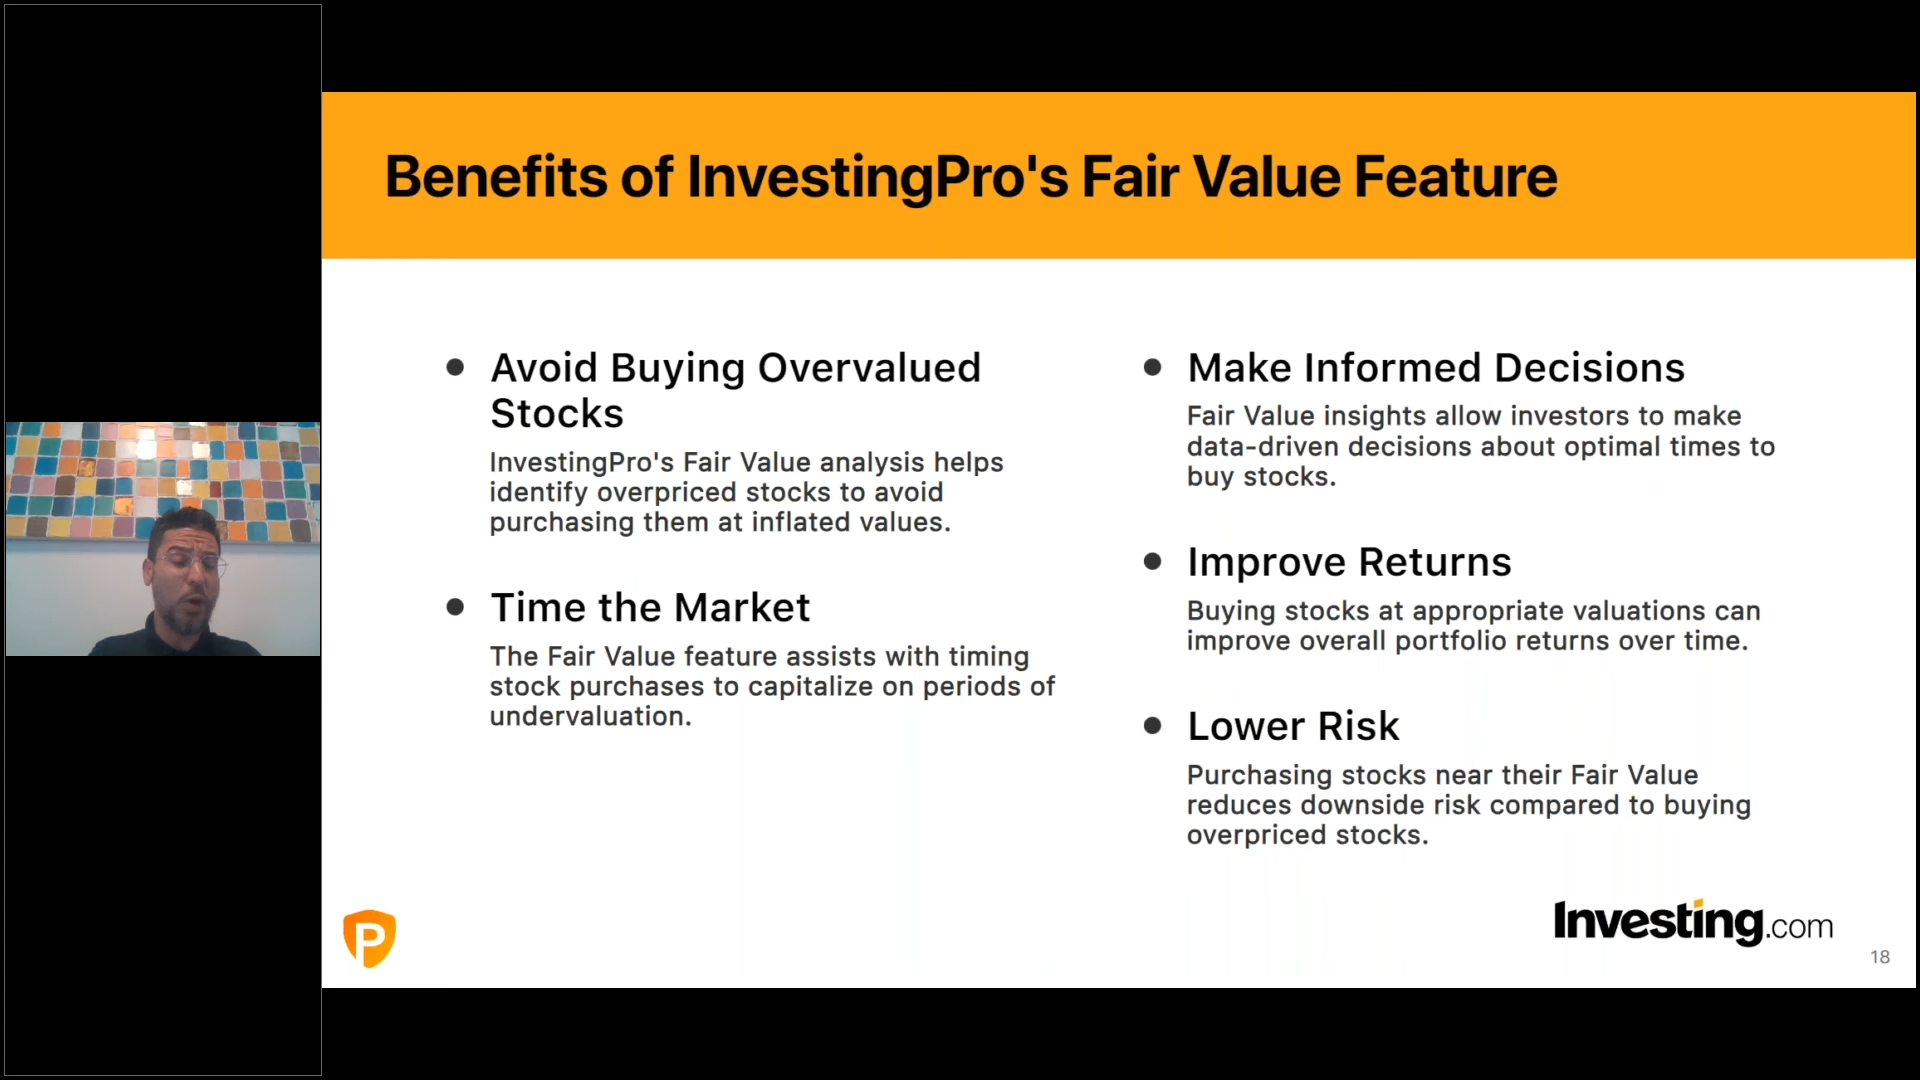 Benefits of InvestingPro's Fair Value Feature
Avoid Buying Overvalued
Stocks
InvestingPro's Fair Value analysis helps
identify overpriced stocks to avoid
purchasing them at inflated values.
Time the Market
The Fair Value feature assists with timing
stock purchases to capitalize on periods of
undervaluation.
Make Informed Decisions
Fair Value insights allow investors to make
data-driven decisions about optimal times to
buy stocks.
Improve Returns
Buying stocks at appropriate valuations can
improve overall portfolio returns over time.
Lower Risk
Purchasing stocks near their Fair Value
reduces downside risk compared to buying
overpriced stocks.
P
Investing.com
18